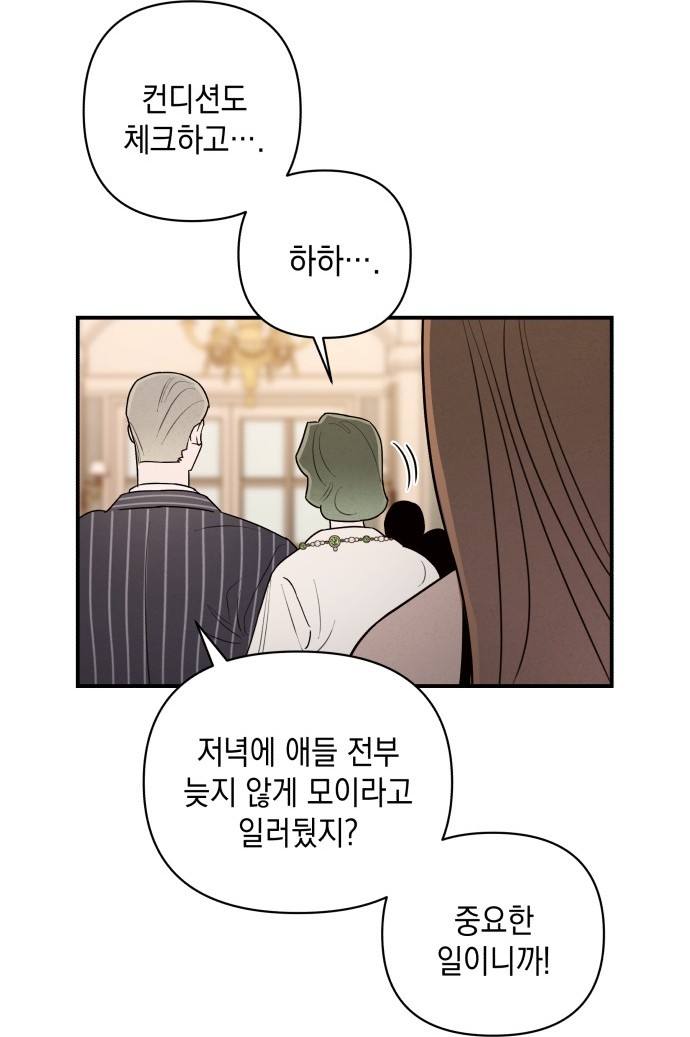 컨디션도
체크하고….
하하….
저녁에 애들 전부
늦지 않게 모이라고
일러뒀지?
중요한
일이니까!